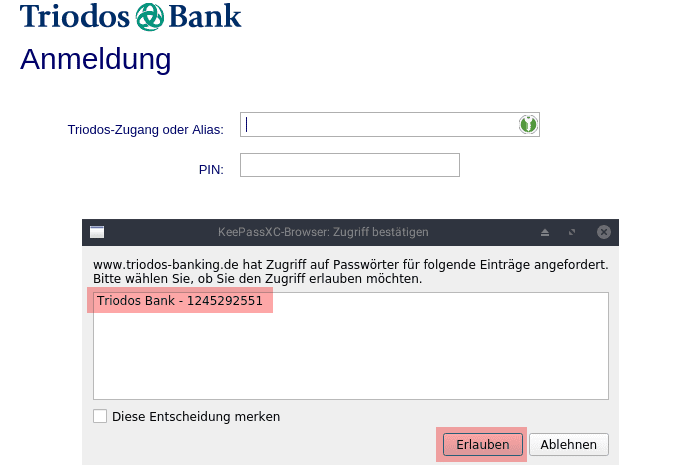 Triodos Bank
Anmeldung
Triodos-Zugang oder Alias:
PIN:
KeePassXC-Browser: Zugriff bestätigen
www.triodos-banking.de hat Zugriff auf Passwörter für folgende Einträge angefordert.
Bitte wählen Sie, ob Sie den Zugriff erlauben möchten.
Triodos Bank - 1245292551
Diese Entscheidung merken
Erlauben Ablehnen